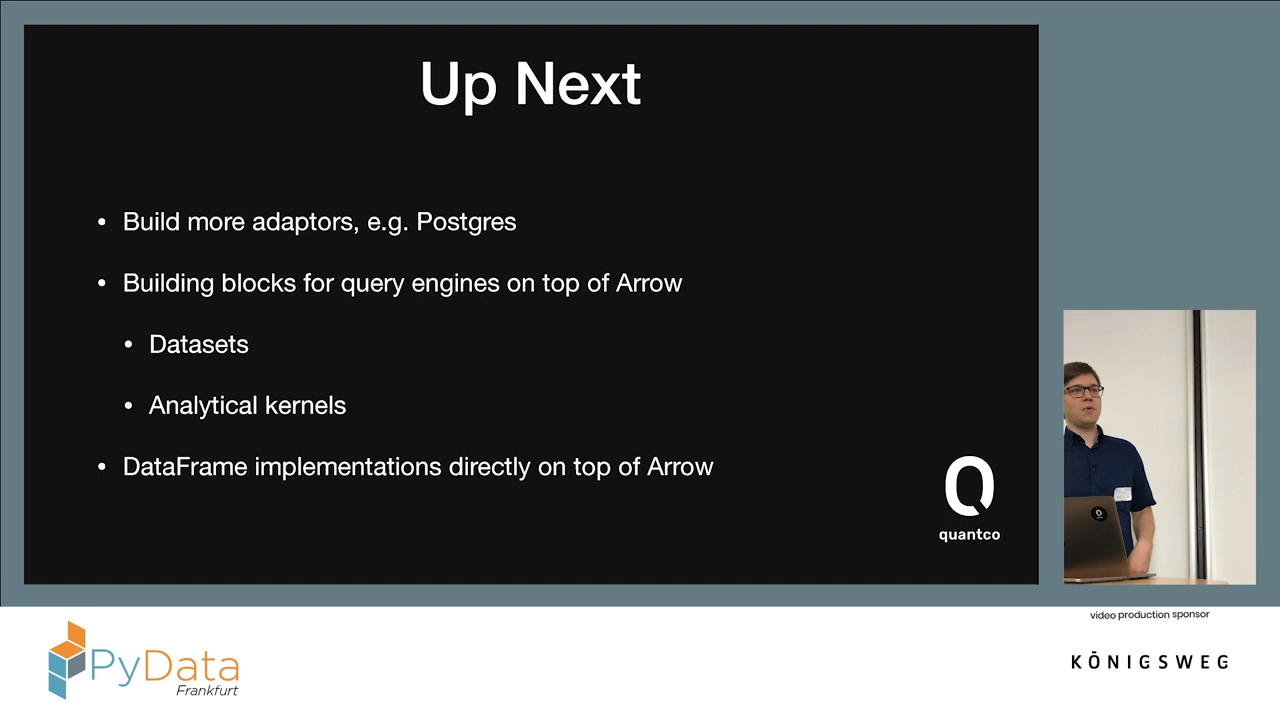 Up Next
• Build more adaptors, e.g. Postgres
• Building blocks for query engines on top of Arrow
• Datasets
• Analytical kernels
• DataFrame implementations directly on top of Arrow
quantco
video production sponsor
KÖNIGSWEG
PyData
Frankfurt